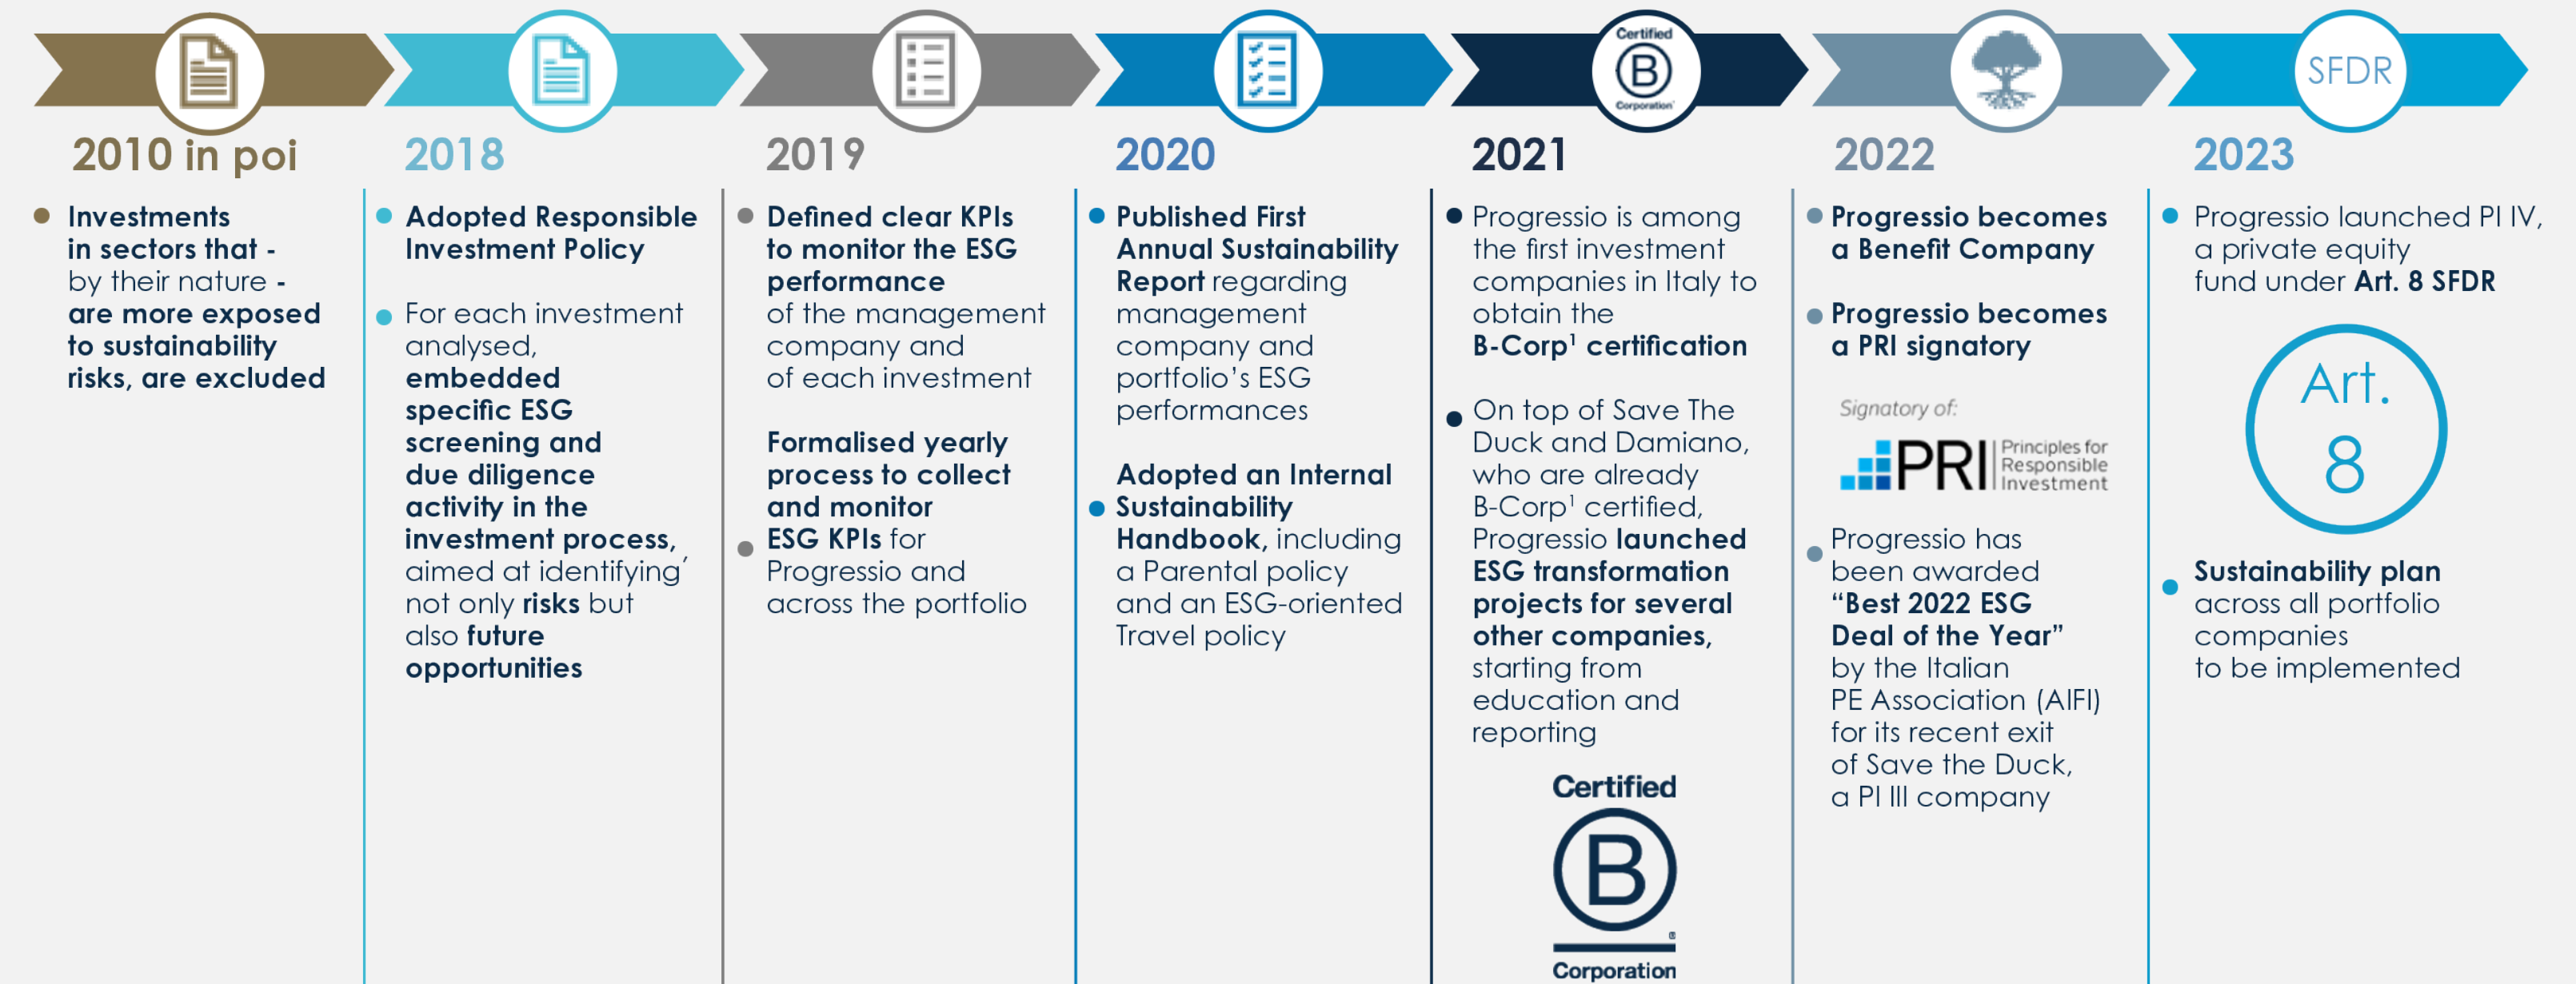 Certified
B
Corporation
SFDR
2010 in poi
Investments
in sectors that -
by their nature -
are more exposed
to sustainability
risks, are excluded
2018
Adopted Responsible
Investment Policy
For each investment
analysed,
embedded
specific ESG
screening and
due diligence
activity in the
investment process,
aimed at identifying´
not only risks but
also future
opportunities
2019
Defined clear KPIs
to monitor the ESG
performance
of the management
company and
of each investment
Formalised yearly
process to collect
and monitor
ESG KPIs for
Progressio and
across the portfolio
2020
Published First
Annual Sustainability
Report regarding
management
company and
portfolio’s ESG
performances
Adopted an Internal
Sustainability
Handbook, including
a Parental policy
and an ESG-oriented
Travel policy
2021
Progressio is among
the first investment
companies in Italy to
obtain the
B-Corp¹ certification
On top of Save The
Duck and Damiano,
who are already
B-Corp¹ certified,
Progressio launched
ESG transformation
projects for several
other companies,
starting from
education and
reporting
Certified
B
®
Corporation
2022
Progressio becomes
a Benefit Company
Progressio becomes
a PRI signatory
Signatory of:
PRI
Principles for
Responsible
Investment
Progressio has
been awarded
“Best 2022 ESG
Deal of the Year”
by the Italian
PE Association (AIFI)
for its recent exit
of Save the Duck,
a PI III company
2023
Progressio launched PI IV,
a private equity
fund under Art. 8 SFDR
Art.
8
Sustainability plan
across all portfolio
companies
to be implemented